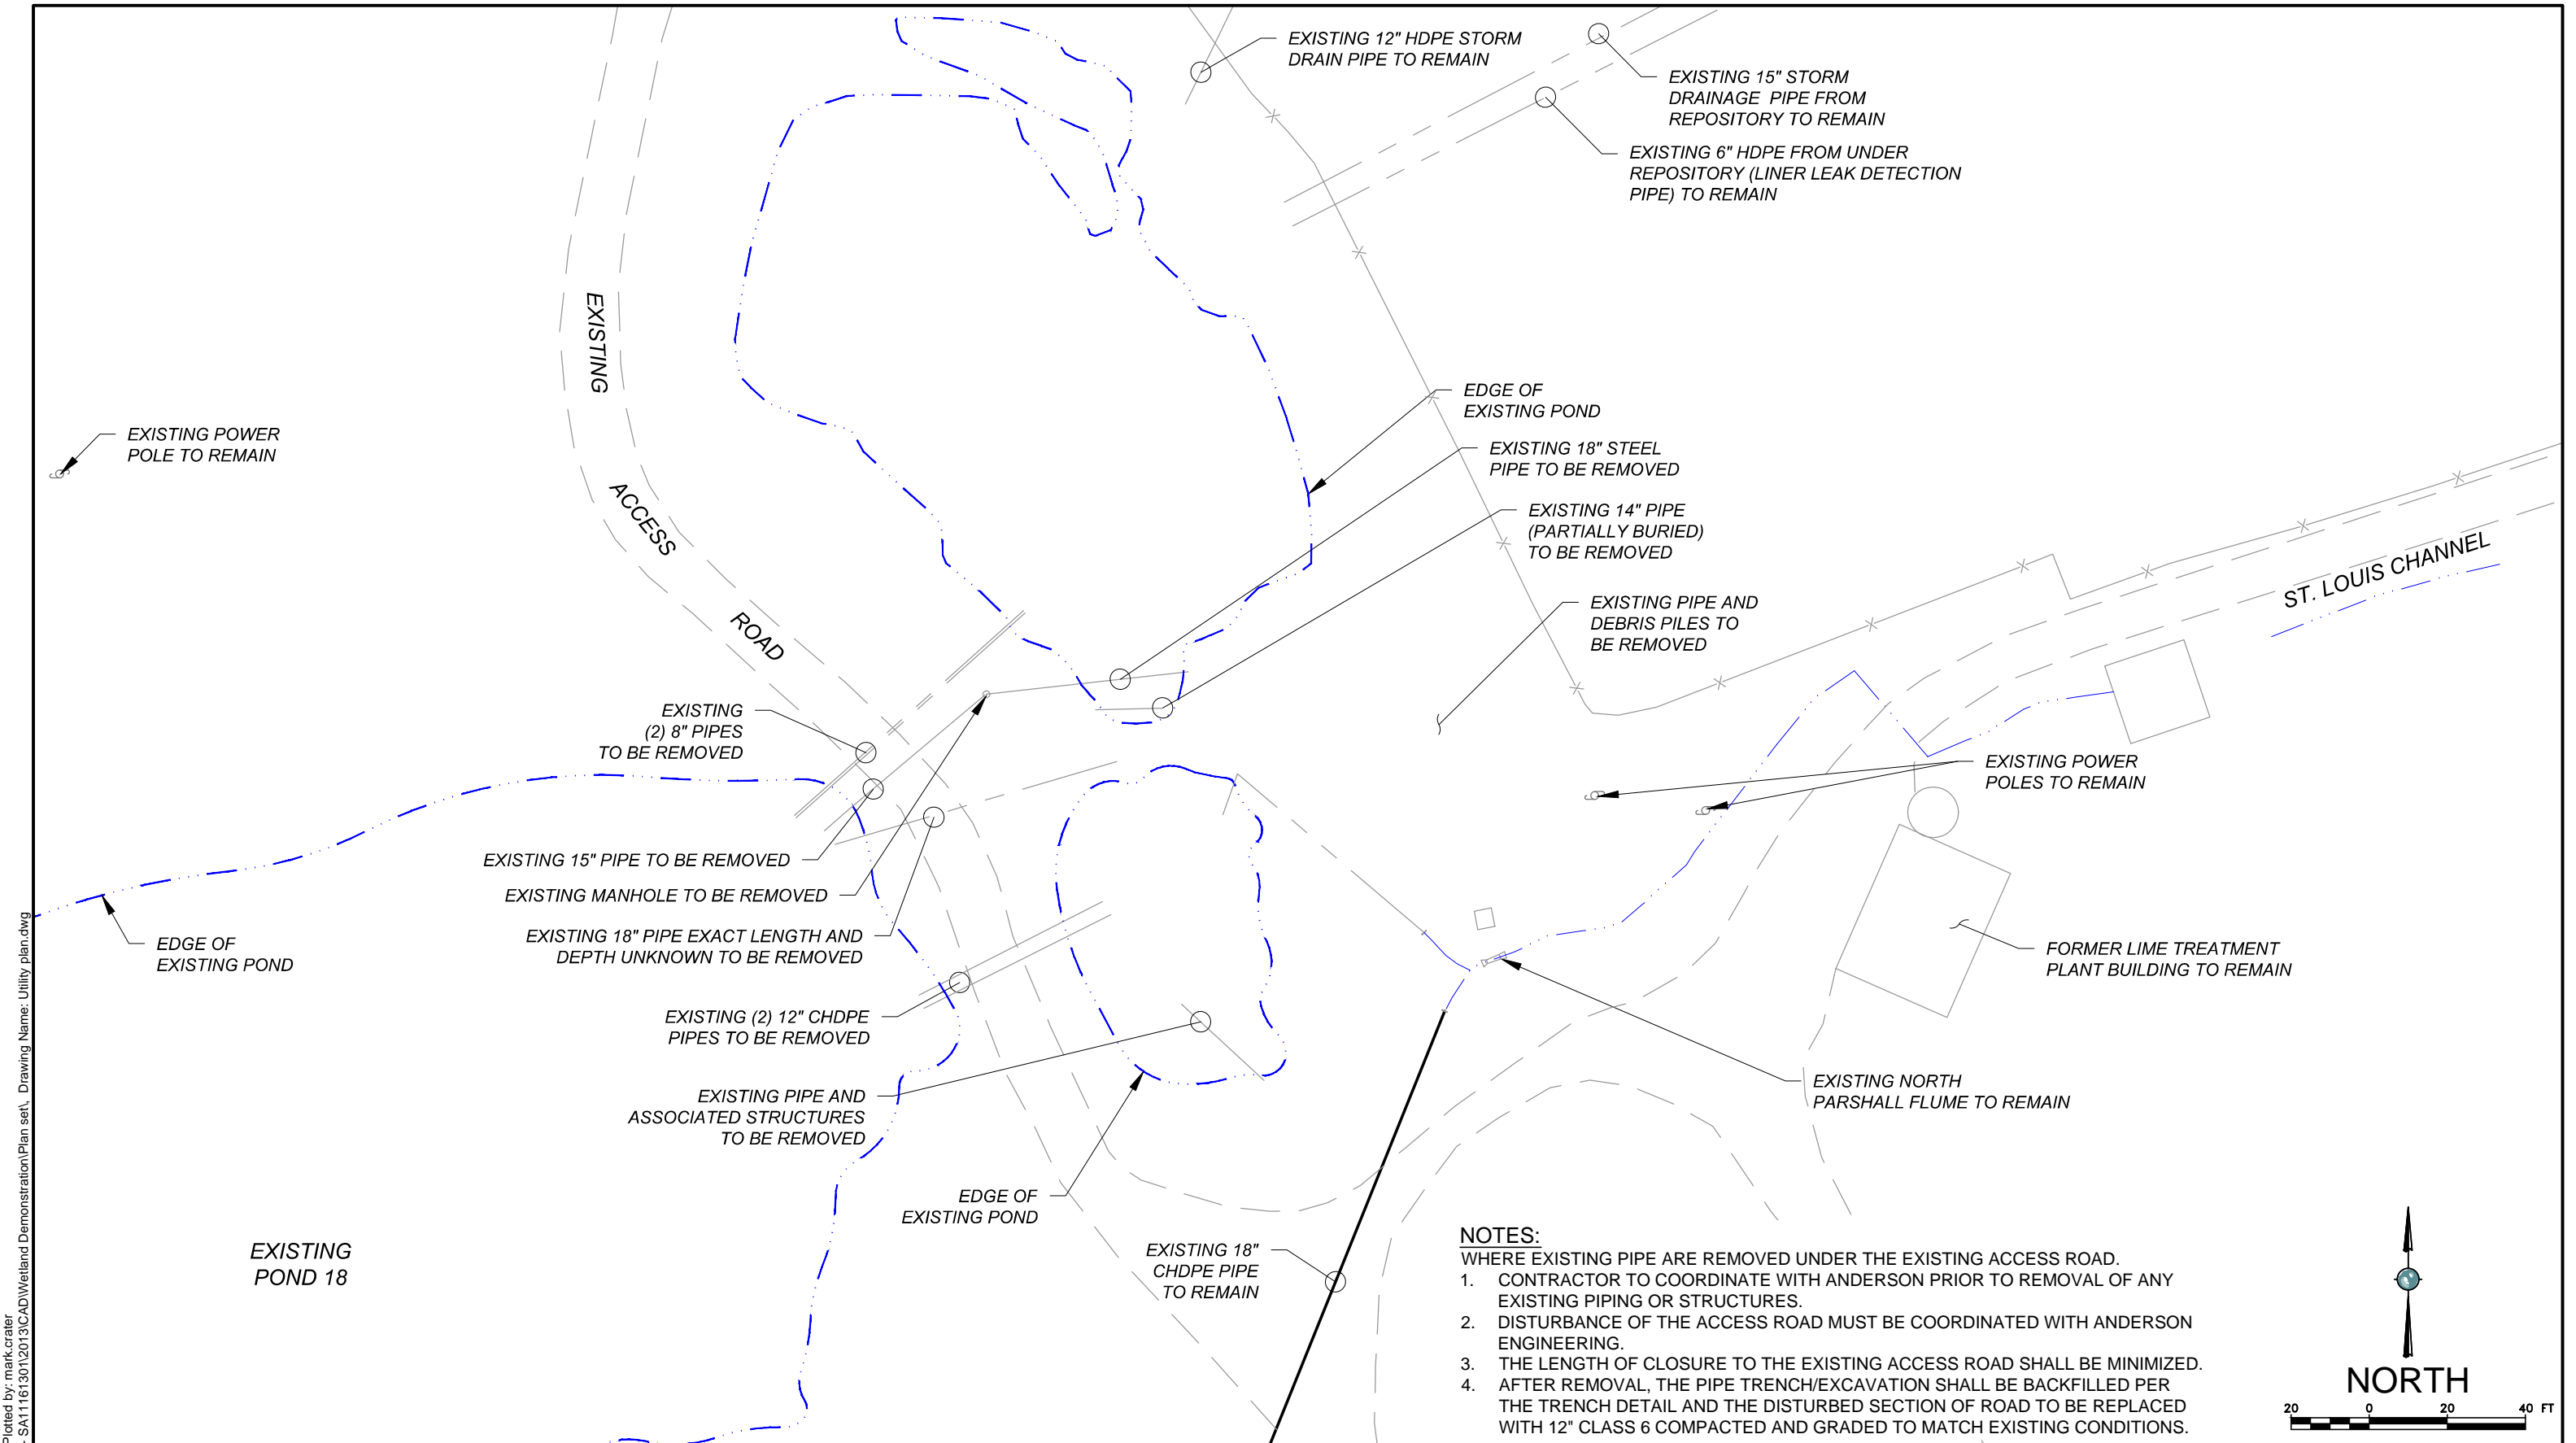 EXISTING 12" HDPE STORM
DRAIN PIPE TO REMAIN
EXISTING 15" STORM
DRAINAGE PIPE FROM
REPOSITORY TO REMAIN
EXISTING 6" HDPE FROM UNDER
REPOSITORY (LINER LEAK DETECTION
PIPE) TO REMAIN
EXISTING
ACCESS
ROAD
EXISTING POWER
POLE TO REMAIN
EDGE OF
EXISTING POND
EXISTING 18" STEEL
PIPE TO BE REMOVED
EXISTING 14" PIPE
(PARTIALLY BURIED)
TO BE REMOVED
EXISTING PIPE AND
DEBRIS PILES TO
BE REMOVED
ST. LOUIS CHANNEL
EXISTING
(2) 8" PIPES
TO BE REMOVED
EXISTING POWER
POLES TO REMAIN
EXISTING 15" PIPE TO BE REMOVED
EXISTING MANHOLE TO BE REMOVED
EXISTING 18" PIPE EXACT LENGTH AND
DEPTH UNKNOWN TO BE REMOVED
EDGE OF
EXISTING POND
FORMER LIME TREATMENT
PLANT BUILDING TO REMAIN
EXISTING (2) 12" CHDPE
PIPES TO BE REMOVED
EXISTING PIPE AND
ASSOCIATED STRUCTURES
TO BE REMOVED
EXISTING NORTH
PARSHALL FLUME TO REMAIN
EDGE OF
EXISTING POND
EXISTING
POND 18
EXISTING 18"
CHDPE PIPE
TO REMAIN
NOTES:
WHERE EXISTING PIPE ARE REMOVED UNDER THE EXISTING ACCESS ROAD.
1. CONTRACTOR TO COORDINATE WITH ANDERSON PRIOR TO REMOVAL OF ANY
EXISTING PIPING OR STRUCTURES.
2. DISTURBANCE OF THE ACCESS ROAD MUST BE COORDINATED WITH ANDERSON
ENGINEERING.
3. THE LENGTH OF CLOSURE TO THE EXISTING ACCESS ROAD SHALL BE MINIMIZED.
4. AFTER REMOVAL, THE PIPE TRENCH/EXCAVATION SHALL BE BACKFILLED PER
THE TRENCH DETAIL AND THE DISTURBED SECTION OF ROAD TO BE REPLACED
WITH 12" CLASS 6 COMPACTED AND GRADED TO MATCH EXISTING CONDITIONS.
NORTH
20 0 20 40 FT
Plotted by: mark.crater
- SA1116130\2013\CAD\Wetland Demonstration\Plan set\, Drawing Name: Utility plan.dwg